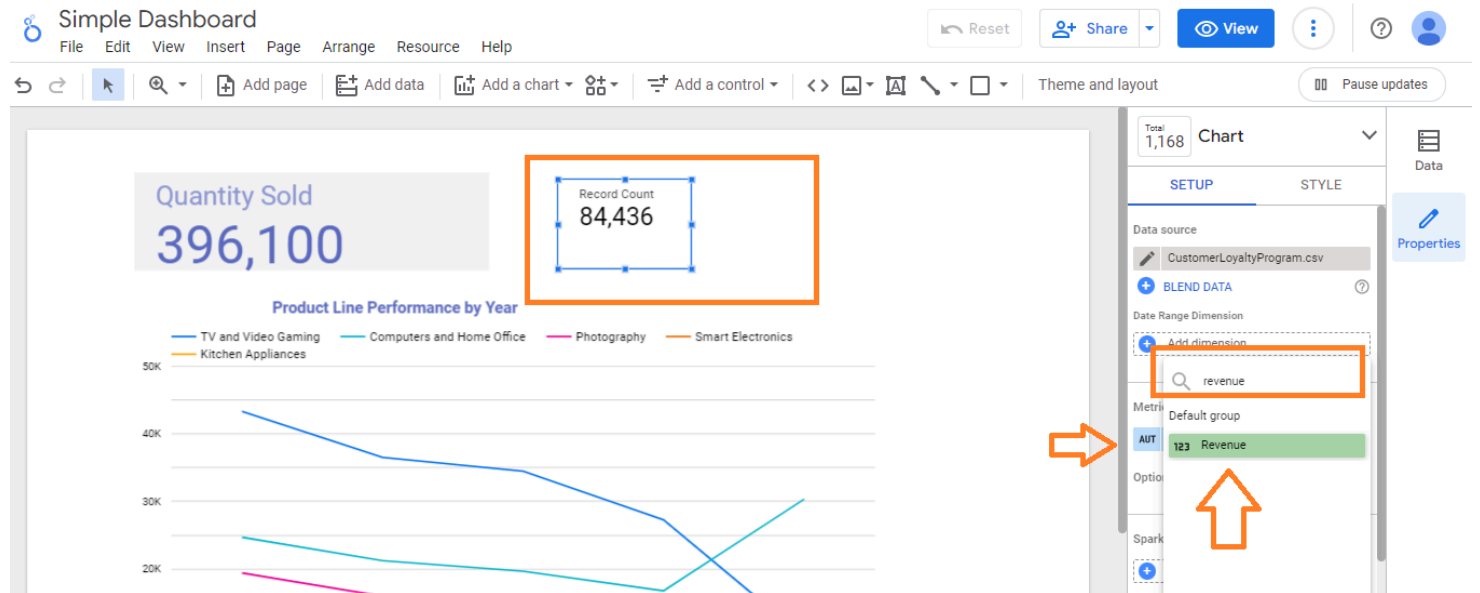 Simple Dashboard
File Edit View Insert Page Arrange Resource Help
Reset
Share
View
Add page
Add data
Add a chart
Add a control
Theme and layout
Pause updates
Quantity Sold
396,100
Record Count
84,436
Product Line Performance by Year
TV and Video Gaming
Computers and Home Office
Photography
Smart Electronics
Kitchen Appliances
50K
40K
30K
20K
Total
1,168
Chart
SETUP
STYLE
Data source
CustomerLoyaltyProgram.csv
BLEND DATA
Date Range Dimension
Add dimension
revenue
Metri
Default group
AUT
123 Revenue
Optio
Spark
Data
Properties